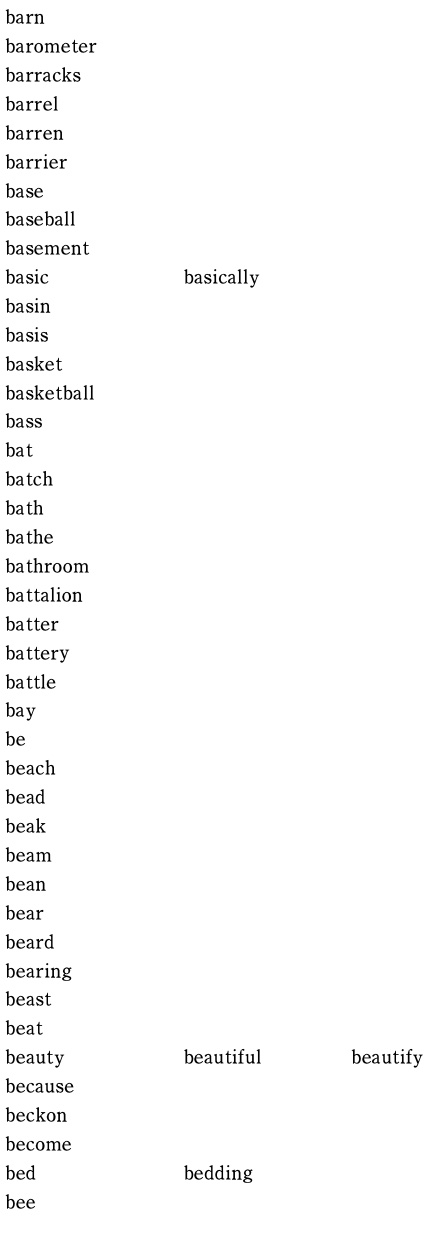 barn
barometer
barracks
barrel
barren
barrier
base
baseball
basement
basic basically
basin
basis
basket
basketball
bass
bat
batch
bath
bathe
bathroom
battalion
batter
battery
battle
bay
be
beach
bead
beak
beam
bean
bear
beard
bearing
beast
beat
beauty beautiful beautify
because
beckon
become
bed bedding
bee